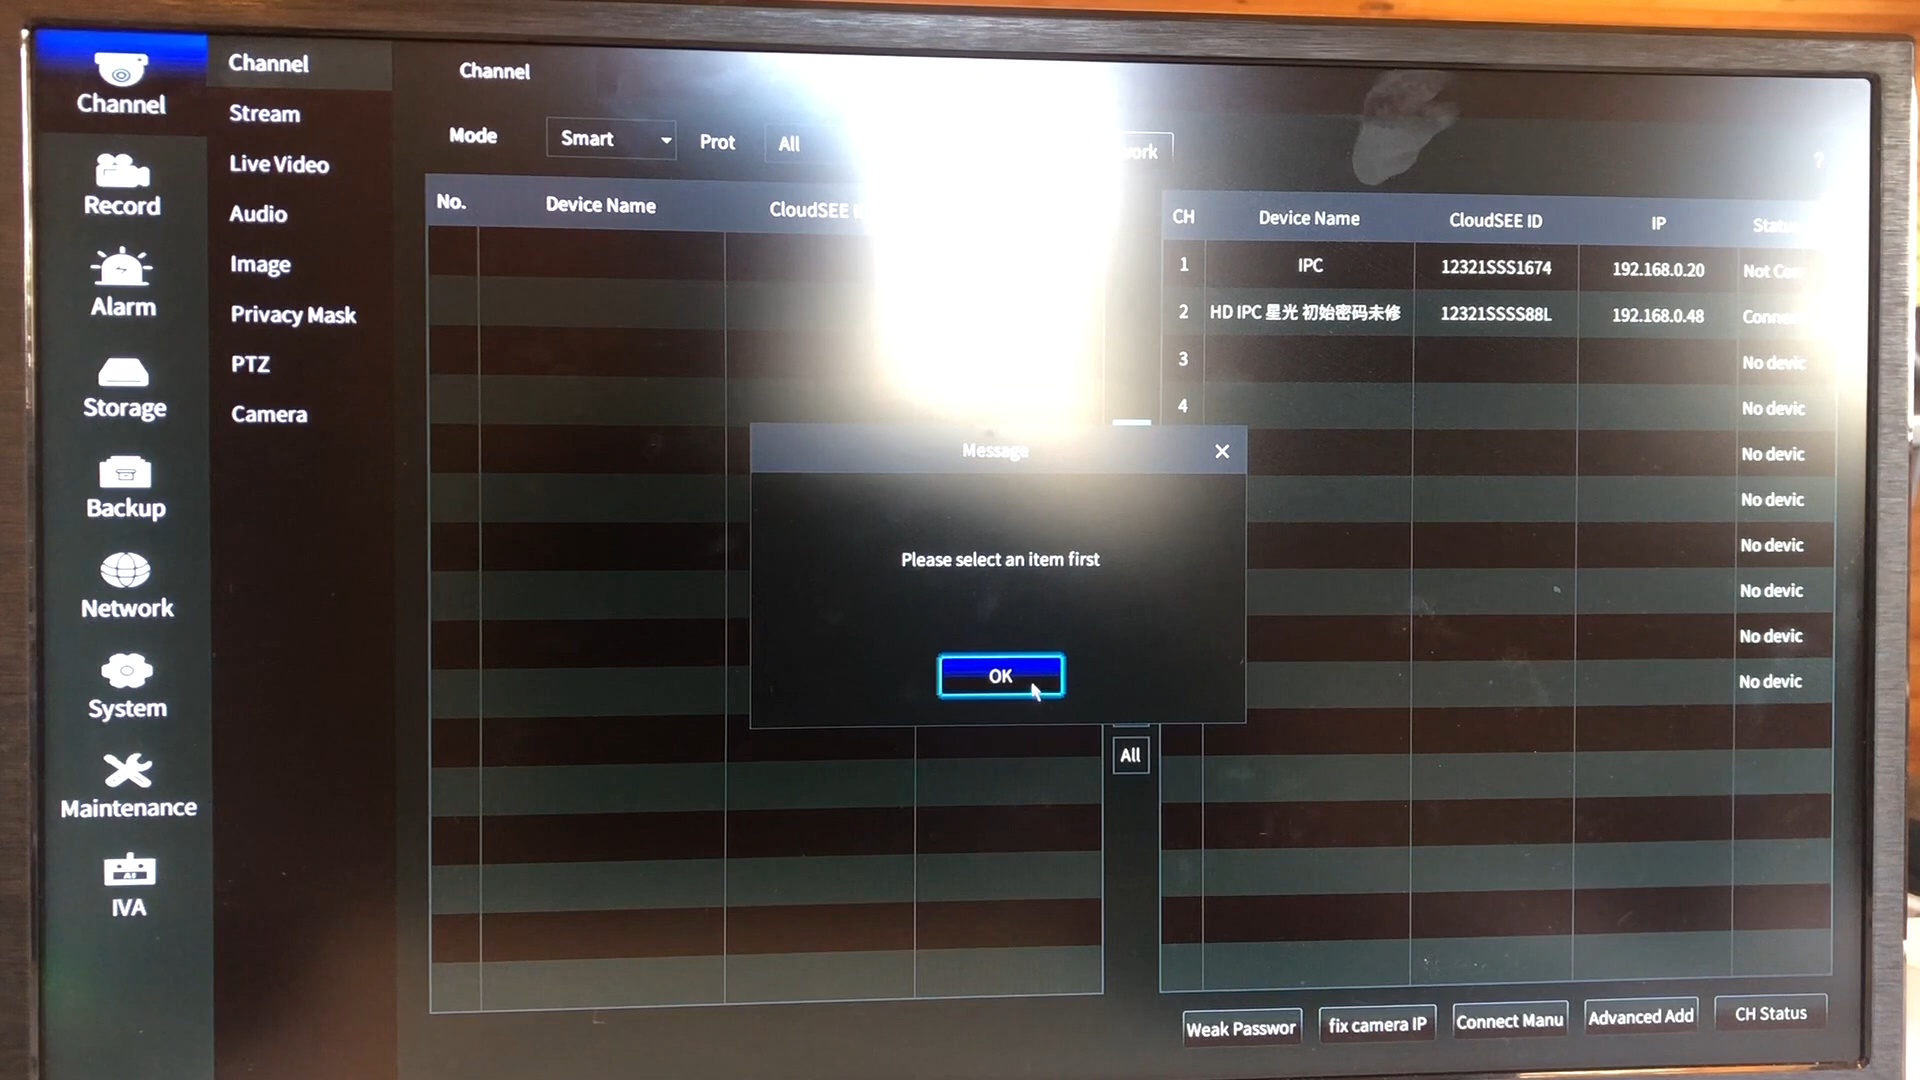 Channel
Record
Alarm
Storage
Backup
Network
System
Maintenance
AI
IVA
Channel
Stream
Live Video
Audio
Image
Privacy Mask
PTZ
Camera
Channel
Mode Smart Prot All
?
No. Device Name CloudSEE
CH Device Name CloudSEE ID IP
1 IPC 12321SSS1674 192.168.0.20 Not
2 HD IPC 星光 初始密码未修 12321SSSS88L 192.168.0.48
3 No devic
4 No devic
No devic
No devic
No devic
No devic
No devic
No devic
Message
Please select an item first
OK
All
Weak Passwor fix camera IP Connect Manu Advanced Add CH Status